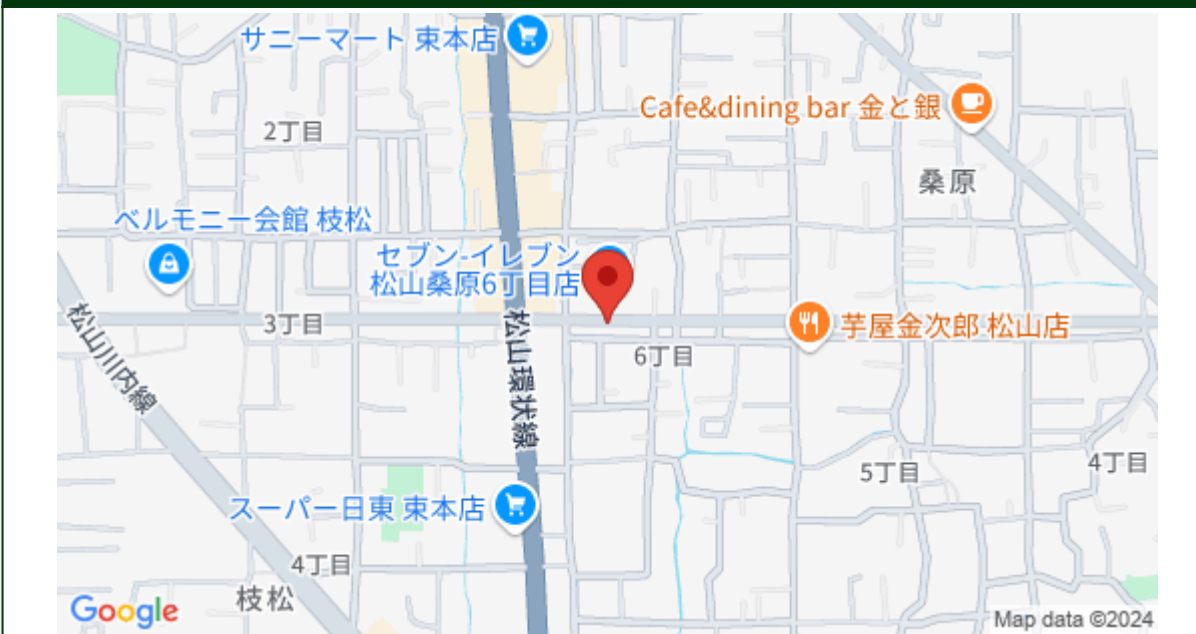 サニーマート 束本店
Cafe&dining bar 金と銀
2丁目
桑原
ベルモニー会館 枝松
セブン-イレブン
松山桑原6丁目店
3丁目
松山環状線
芋屋金次郎 松山店
松山川内線
6丁目
5丁目
4丁目
スーパー日東 束本店
4丁目
枝松
Google
Map data ©2024